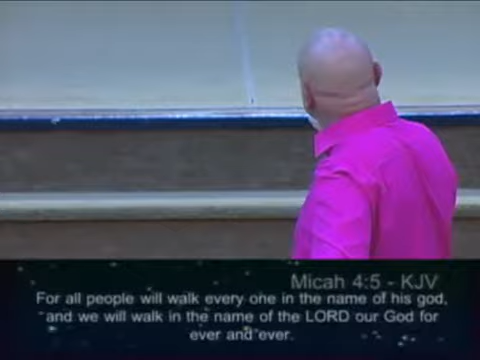 Micah 4:5 - KJV
For all people will walk every one in the name of his god,
and we will walk in the name of the LORD our God for
ever and ever.